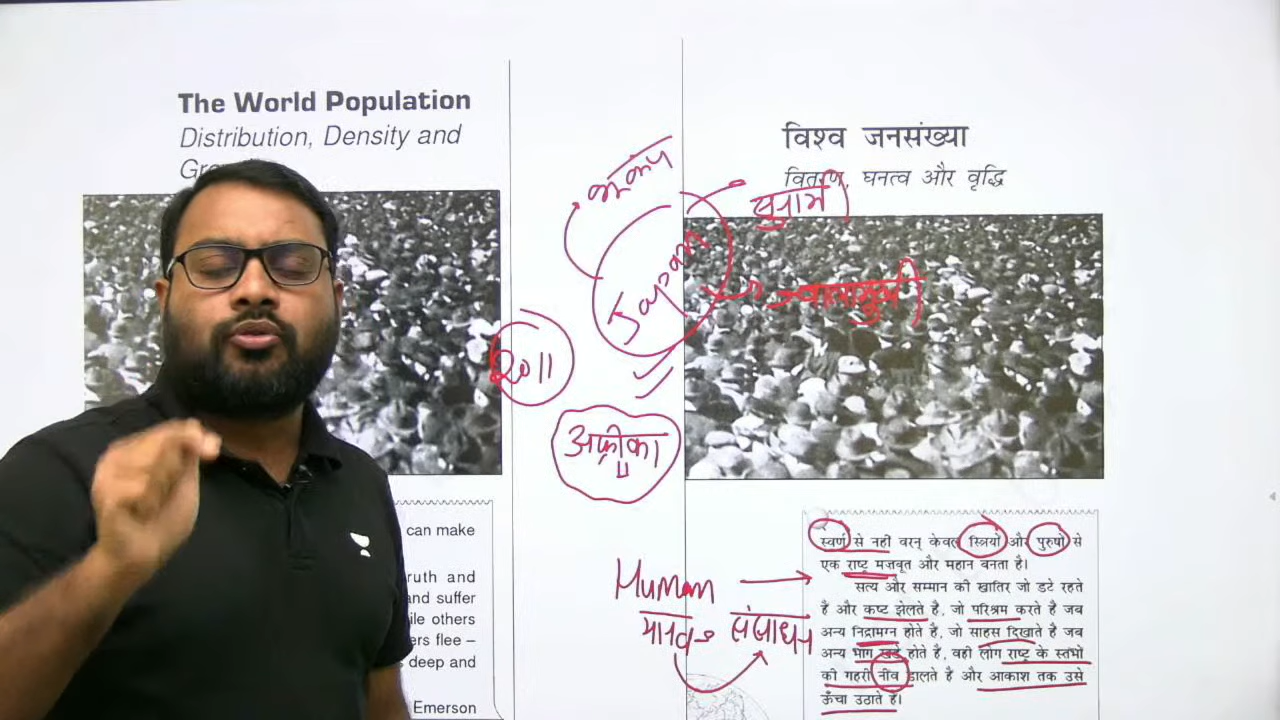 The World Population
Distribution, Density and
Gr
can make
ruth and
and suffer
ile others
ers flee –
s deep and
Emerson
2011
भूकंप
Japan
सुनामी
ज्वालामुखी
अफ्रीका
Human
मानव → संसाधन
विश्व जनसंख्या
वितरण, घनत्व और वृद्धि
स्वर्ण से नहीं वरन् केवल स्त्रियों और पुरुषों से
एक राष्ट्र मजबूत और महान बनता है।
सत्य और सम्मान की खातिर जो डटे रहते
हैं और कष्ट झेलते है, जो परिश्रम करते है जब
अन्य निद्रामग्न होते है, जो साहस दिखाते है जब
अन्य भाग खड़े होते है, वही लोग राष्ट्र के स्तंभों
की गहरी नींव डालते है और आकाश तक उसे
ऊँचा उठाते है।